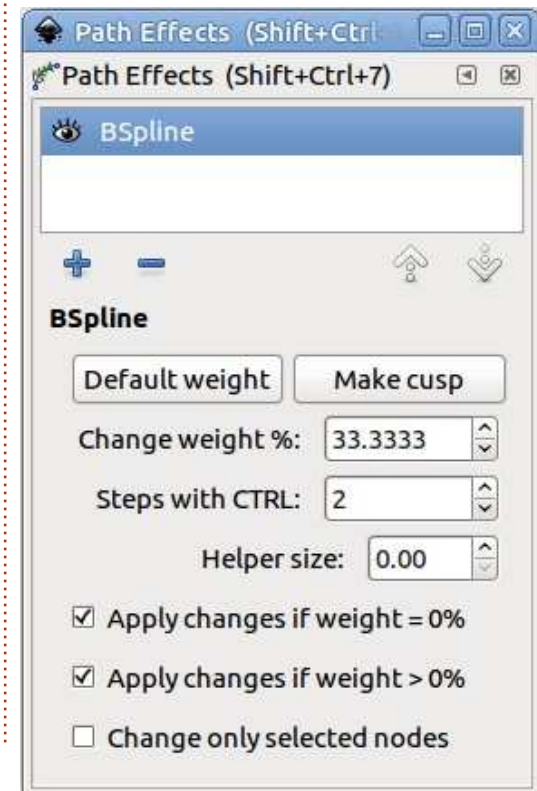 Path Effects (Shift+Ctrl
Path Effects (Shift+Ctrl+7)
BSpline
BSpline
Default weight Make cusp
Change weight %: 33.3333
Steps with CTRL: 2
Helper size: 0.00
Apply changes if weight = 0%
Apply changes if weight > 0%
Change only selected nodes